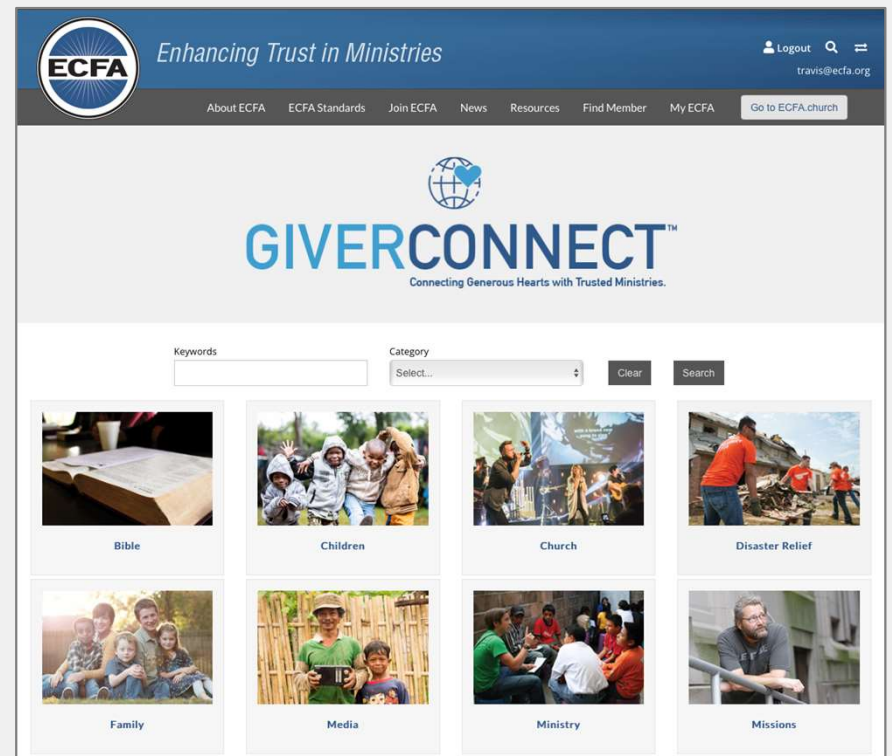 ECFA
Enhancing Trust in Ministries
Logout
travis@ecfa.org
About ECFA ECFA Standards Join ECFA News Resources Find Member My ECFA Go to ECFA.church
GIVERCONNECT™
Connecting Generous Hearts with Trusted Ministries.
Keywords Category
Select... Clear Search
Bible Children Church Disaster Relief
Family Media Ministry Missions